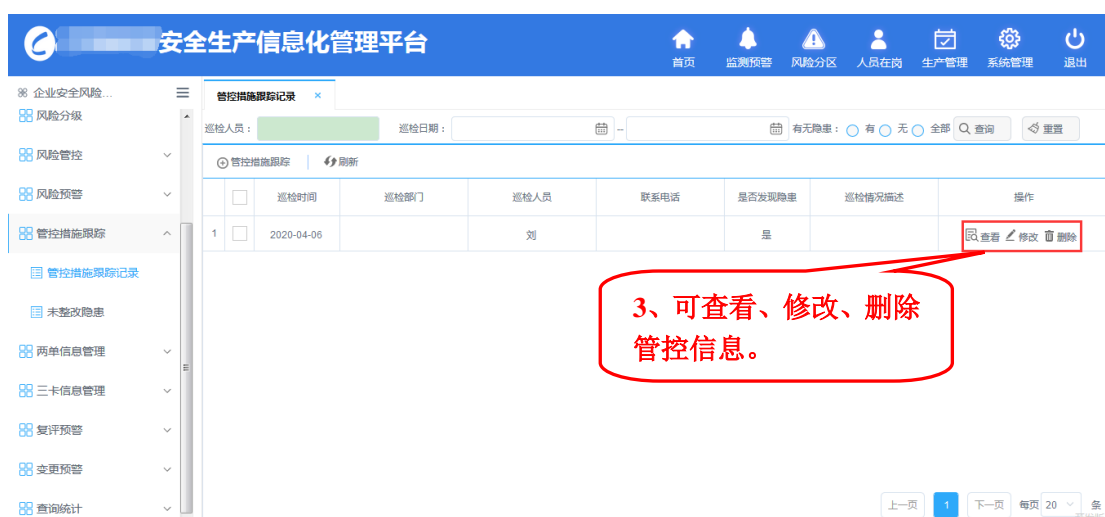 安全生产信息化管理平台
首页 监测预警 风险分区 人员在岗 生产管理 系统管理 退出
企业安全风险...
管控措施跟踪记录 ×
风险分级
巡检人员： 巡检日期： -- 有无隐患： 有 无 全部 查询 重置
风险管控
管控措施跟踪 刷新
风险预警
巡检时间 巡检部门 巡检人员 联系电话 是否发现隐患 巡检情况描述 操作
管控措施跟踪
1 2020-04-06 刘 是 查看 修改 删除
管控措施跟踪记录
未整改隐患
3、可查看、修改、删除
管控信息。
两单信息管理
三卡信息管理
复评预警
变更预警
查询统计
上一页 1 下一页 每页 20 条